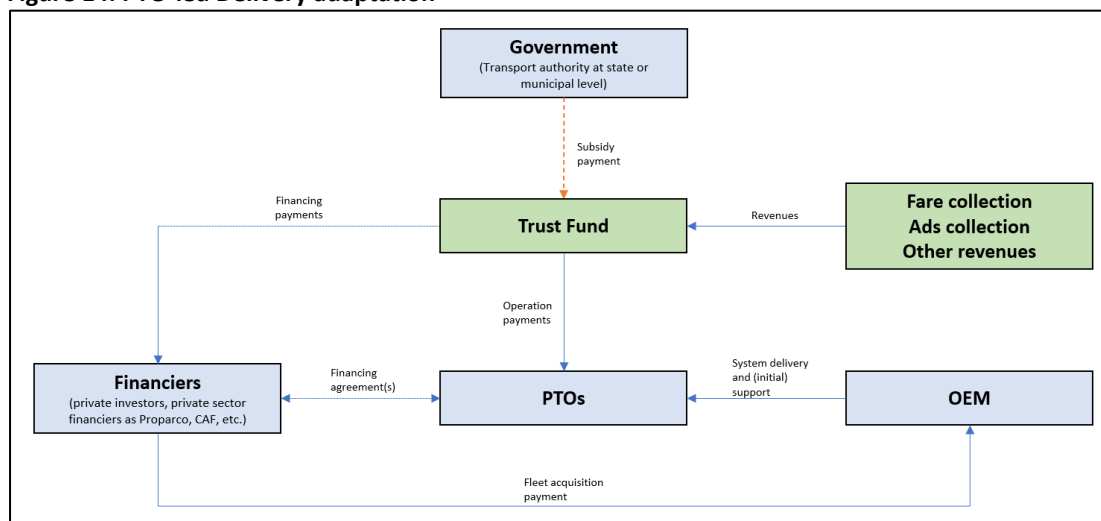 Government
(Transport authority at state or
municipal level)
Subsidy
payment
Financing
payments
Trust Fund
Revenues
Fare collection
Ads collection
Other revenues
Operation
payments
Financiers
(private investors, private sector
financiers as Proparco, CAF, etc.)
Financing
agreement(s)
PTOs
System delivery
and (initial)
support
OEM
Fleet acquisition
payment